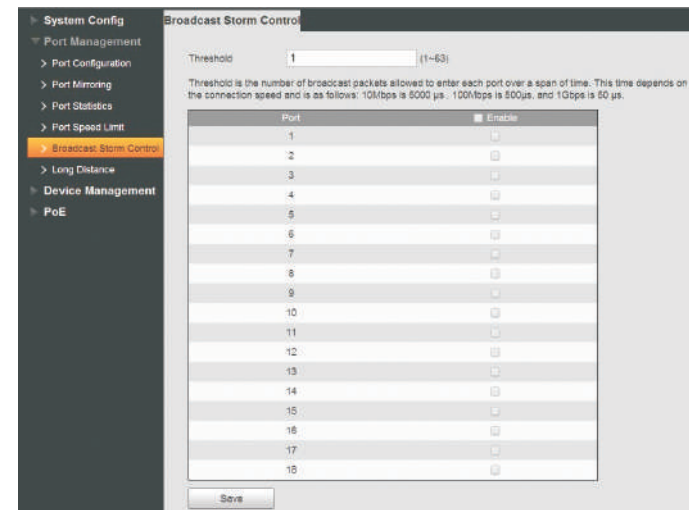 System Config
Port Management
> Port Configuration
> Port Mirroring
> Port Statistics
> Port Speed Limit
> Broadcast Storm Control
> Long Distance
Device Management
PoE
Broadcast Storm Control
Threshold 1 (1~63)
Threshold is the number of broadcast packets allowed to enter each port over a span of time. This time depends on
the connection speed and is as follows: 10Mbps is 5000 μs, 100Mbps is 500μs, and 1Gbps is 50 μs.
Port Enable
1
2
3
4
5
6
7
8
9
10
11
12
13
14
15
16
17
18
Save